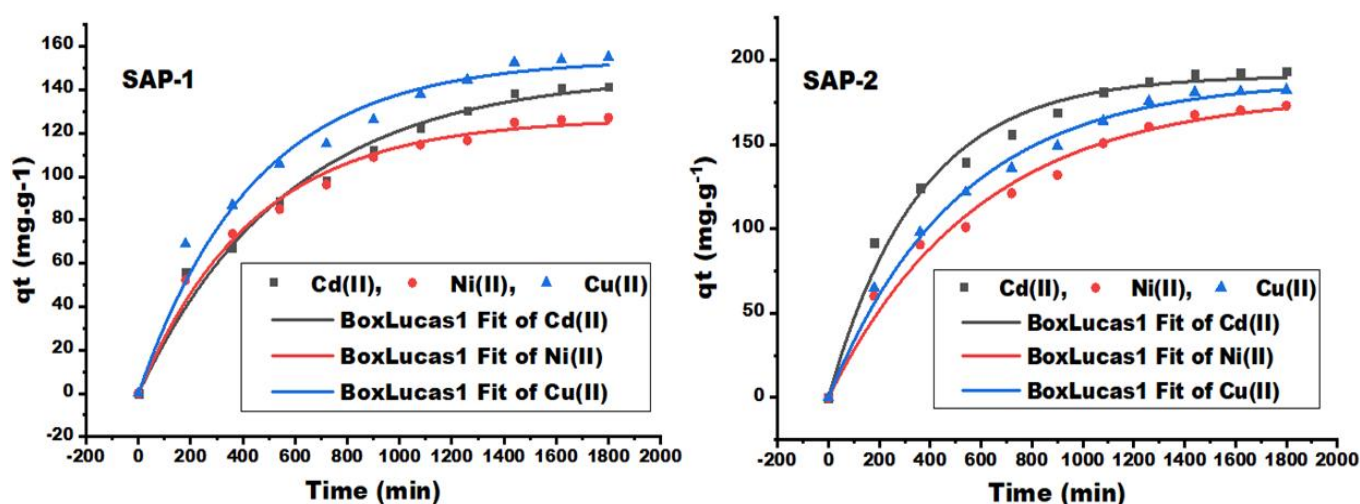 SAP-1
qt (mg.g-1)
160
140
120
100
80
60
40
20
0
-20
-200 0 200 400 600 800 1000 1200 1400 1600 1800 2000
Time (min)
Cd(II), Ni(II), Cu(II)
BoxLucas1 Fit of Cd(II)
BoxLucas1 Fit of Ni(II)
BoxLucas1 Fit of Cu(II)
SAP-2
qt (mg.g⁻¹)
200
150
100
50
0
-200 0 200 400 600 800 1000 1200 1400 1600 1800 2000
Time (min)
Cd(II), Ni(II), Cu(II)
BoxLucas1 Fit of Cd(II)
BoxLucas1 Fit of Ni(II)
BoxLucas1 Fit of Cu(II)